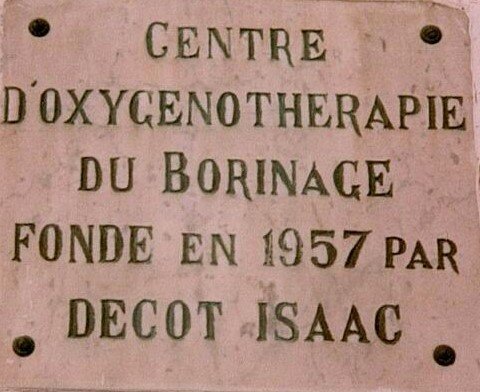 CENTRE
D'OXYGENOTHERAPIE
DU BORINAGE
FONDE EN 1957 PAR
DECOT ISAAC